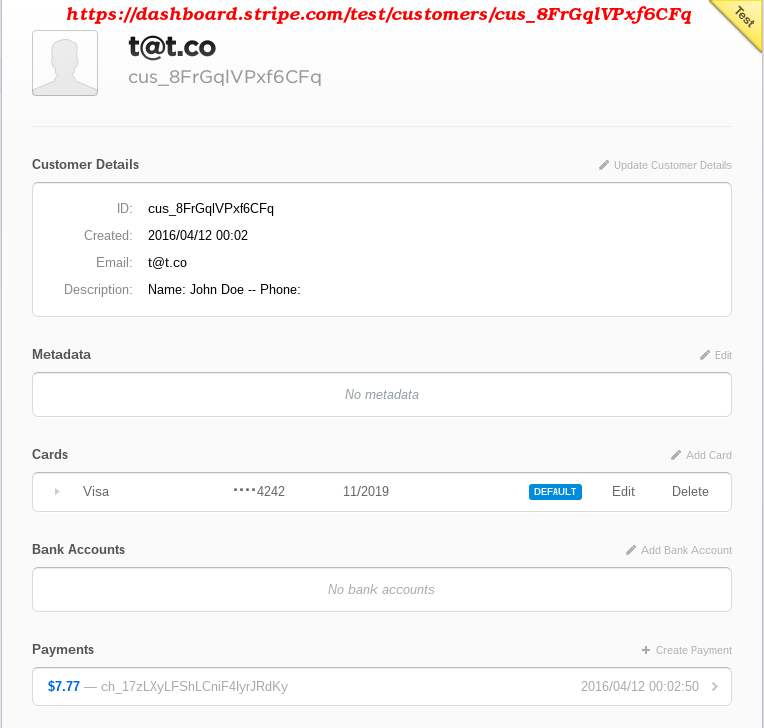 https://dashboard.stripe.com/test/customers/cus_8FrGqlVPxf6CFq
Test
t@t.co
cus_8FrGqlVPxf6CFq
Customer Details
Update Customer Details
ID: cus_8FrGqlVPxf6CFq
Created: 2016/04/12 00:02
Email: t@t.co
Description: Name: John Doe -- Phone:
Metadata
Edit
No metadata
Cards
Add Card
Visa ····4242 11/2019 DEFAULT Edit Delete
Bank Accounts
Add Bank Account
No bank accounts
Payments
Create Payment
$7.77 — ch_17zLXyLFShLCniF4IyrJRdKy 2016/04/12 00:02:50